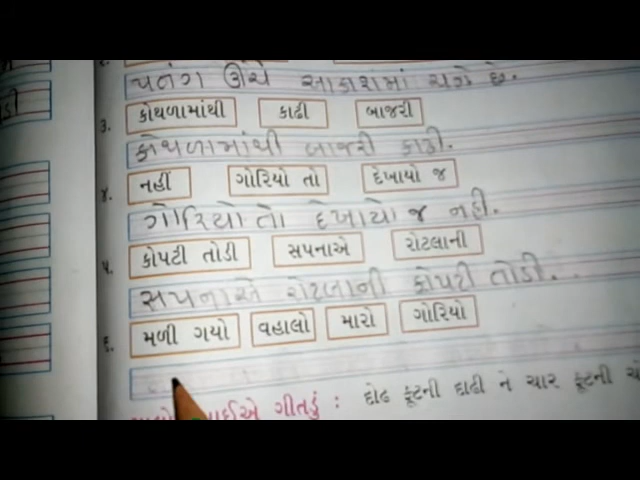 પતંગ ઊંચે આકાશમાં ચગે છે.
૩. કોથળામાંથી કાઢી બાજરી
કોથળામાંથી બાજરી કાઢી.
૪. નહીં ગોરિયો તો દેખાયો જ
ગોરિયો તો દેખાયો જ નહી.
૫. કોપટી તોડી સપનાએ રોટલાની
સપનાએ રોટલાની કોપટી તોડી.
૬. મળી ગયો વહાલો મારો ગોરિયો
ગીતડું : દોઢ ફૂટની દાઢી ને ચાર ફૂટની